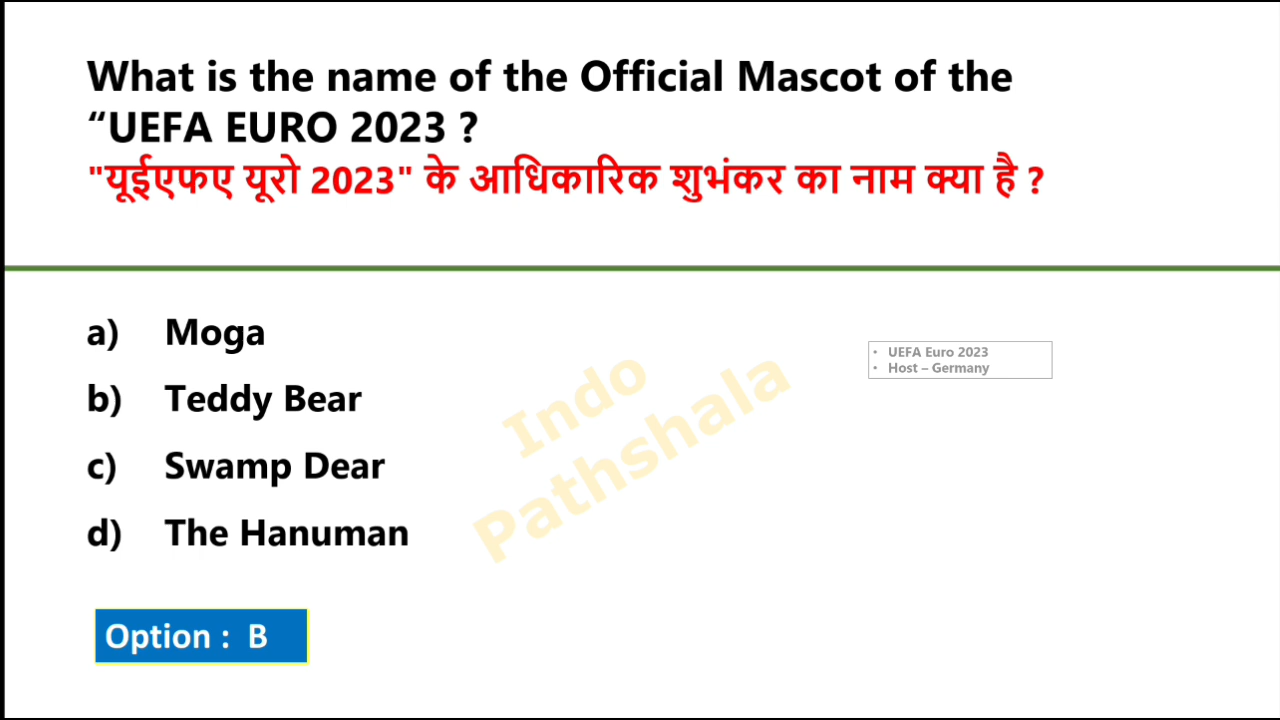 What is the name of the Official Mascot of the
“UEFA EURO 2023 ?
"यूईएफए यूरो 2023" के आधिकारिक शुभंकर का नाम क्या है ?
a) Moga
b) Teddy Bear
c) Swamp Dear
d) The Hanuman
• UEFA Euro 2023
• Host – Germany
Indo
Pathshala
Option : B